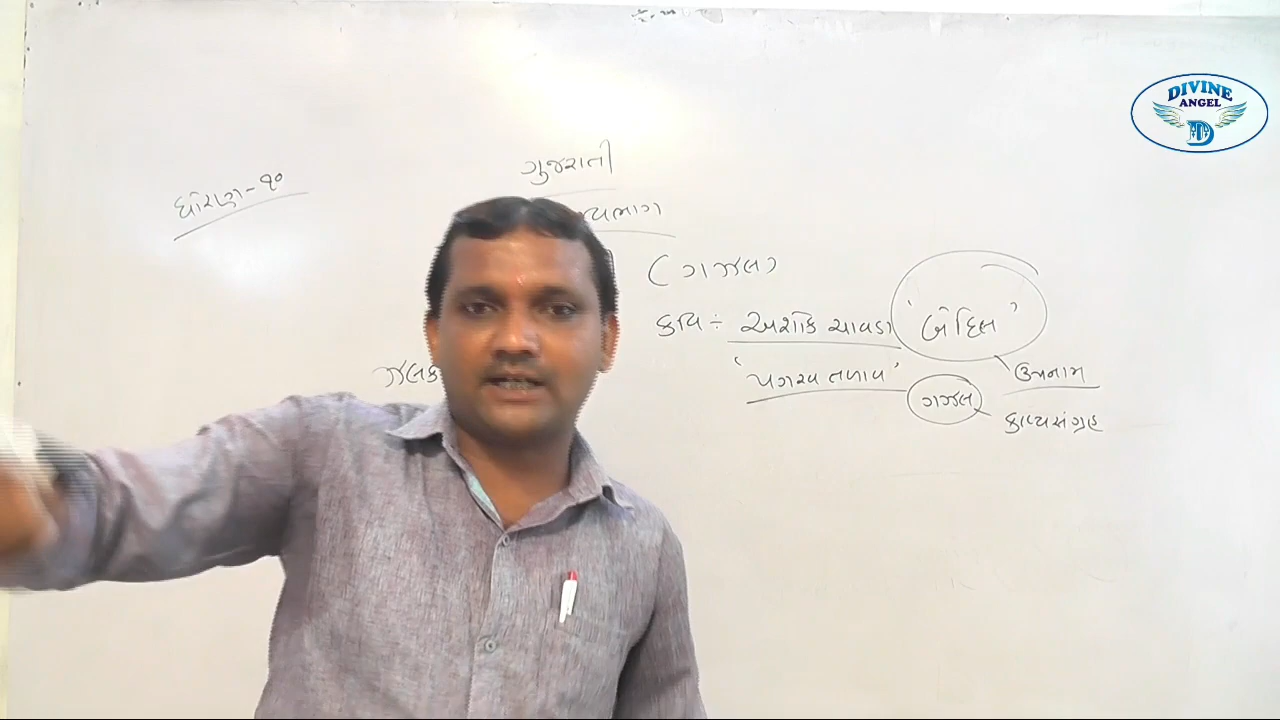 DIVINE
ANGEL
D
ગુજરાતી
ધોરણ-૧૦
(ગઝલ)
કવિ ÷ અશોક ચાવડા 'બેદિલ'
'પગરવ તળાવ' ગઝલ
ઉપનામ
કાવ્યસંગ્રહ